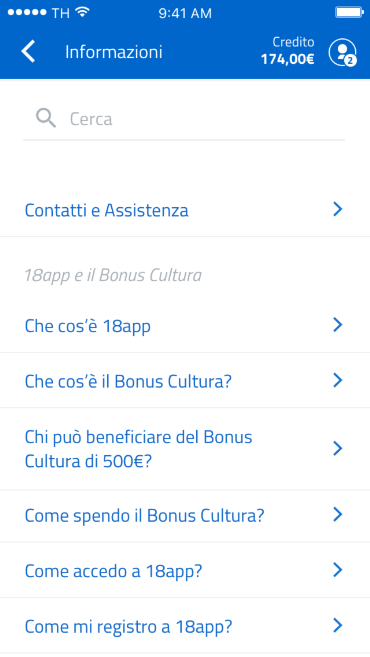 TH 9:41 AM
Informazioni
Credito
174,00€
2
Cerca
Contatti e Assistenza
18app e il Bonus Cultura
Che cos’è 18app
Che cos’è il Bonus Cultura?
Chi può beneficiare del Bonus
Cultura di 500€?
Come spendo il Bonus Cultura?
Come accedo a 18app?
Come mi registro a 18app?